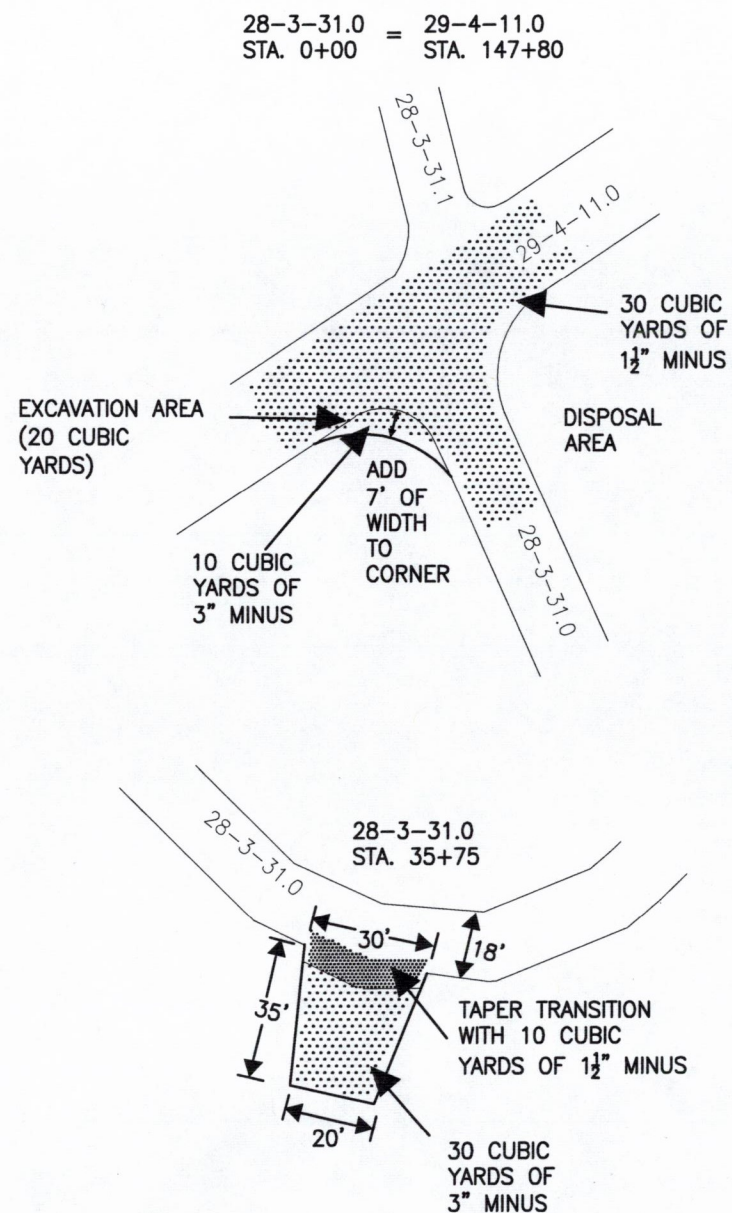 28-3-31.0 = 29-4-11.0
STA. 0+00 STA. 147+80
28-3-31.1
29-4-11.0
30 CUBIC
YARDS OF
1½" MINUS
EXCAVATION AREA
(20 CUBIC
YARDS)
DISPOSAL
AREA
ADD
7' OF
WIDTH
TO
CORNER
10 CUBIC
YARDS OF
3" MINUS
28-3-31.0
28-3-31.0
28-3-31.0
STA. 35+75
30'
18'
35'
TAPER TRANSITION
WITH 10 CUBIC
YARDS OF 1½" MINUS
20'
30 CUBIC
YARDS OF
3" MINUS